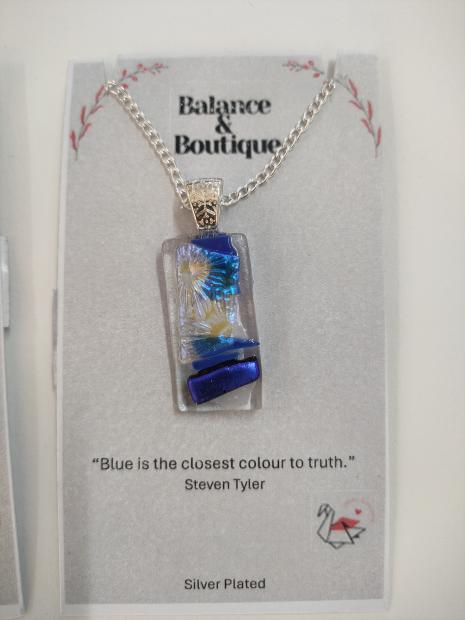 Balance
&
Boutique
“Blue is the closest colour to truth.”
Steven Tyler
Silver Plated